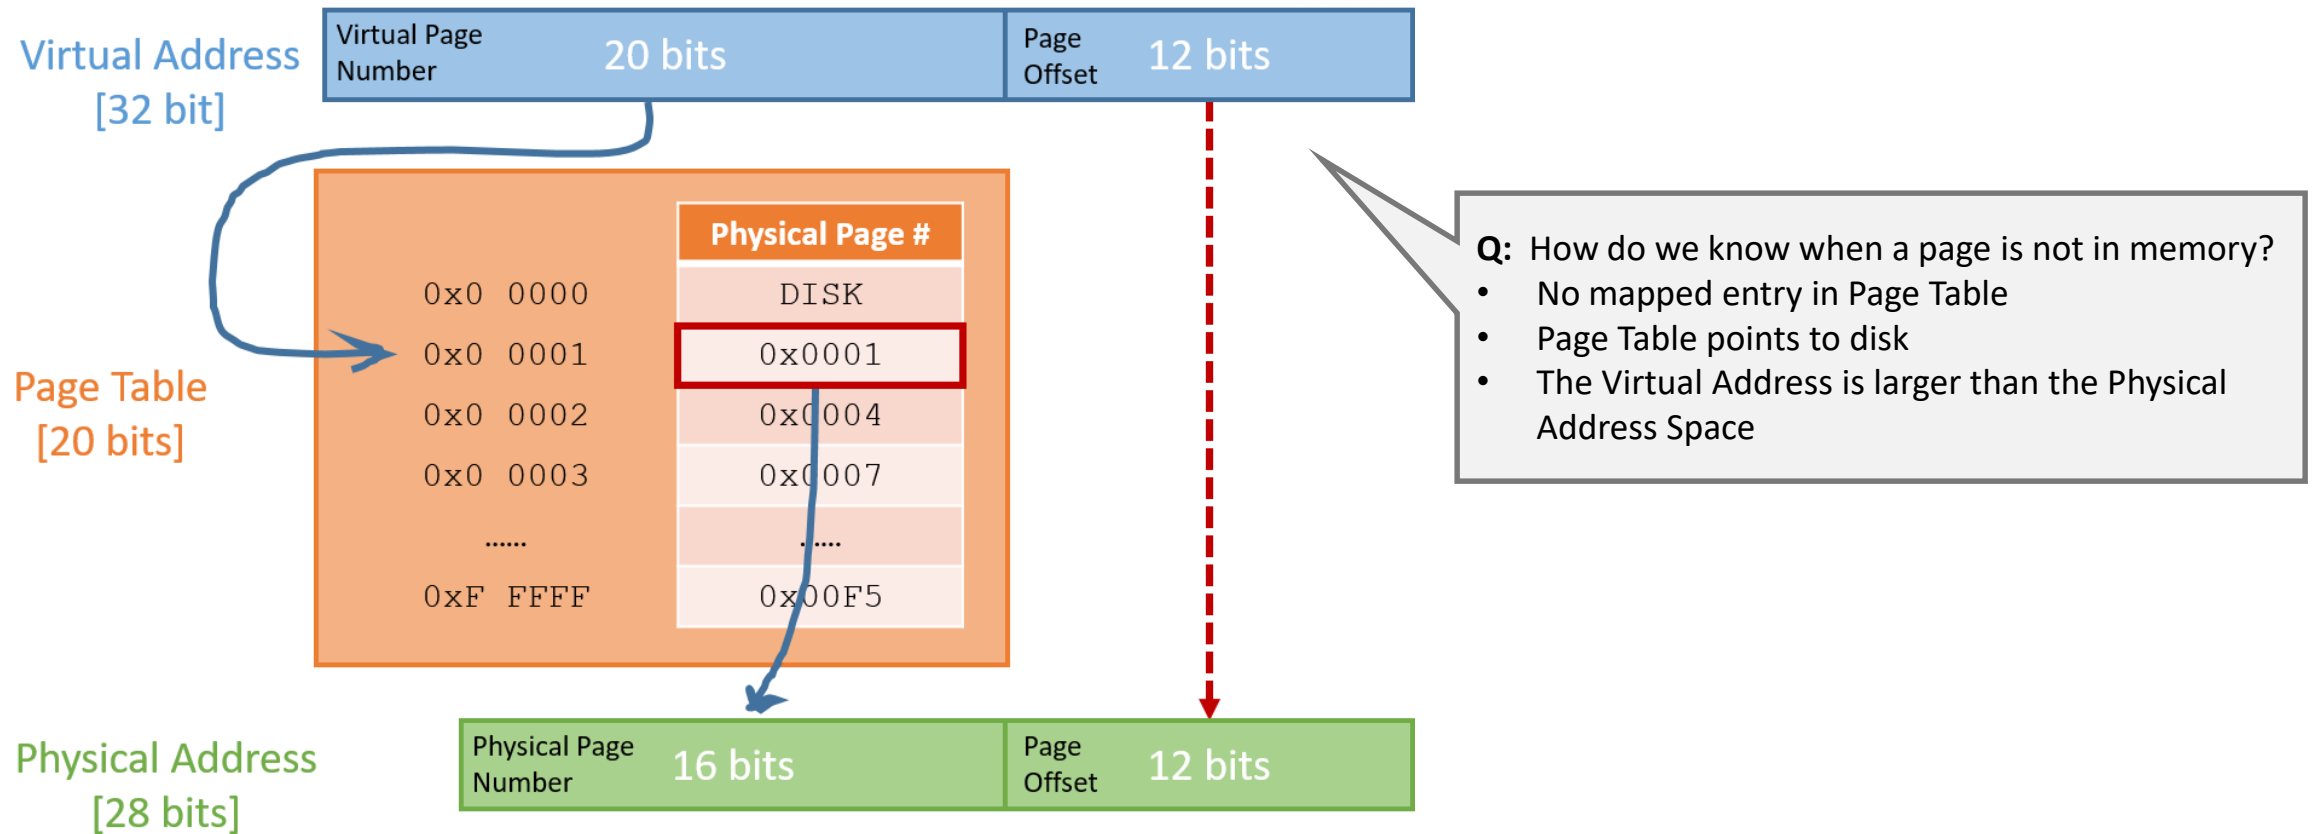 Virtual Address
[32 bit]
Virtual Page
Number
20 bits
Page
Offset
12 bits
Q: How do we know when a page is not in memory?
• No mapped entry in Page Table
• Page Table points to disk
• The Virtual Address is larger than the Physical
Address Space
Page Table
[20 bits]
Physical Page #
0x0 0000 DISK
0x0 0001 0x0001
0x0 0002 0x0004
0x0 0003 0x0007
...... ......
0xF FFFF 0x00F5
Physical Address
[28 bits]
Physical Page
Number
16 bits
Page
Offset
12 bits